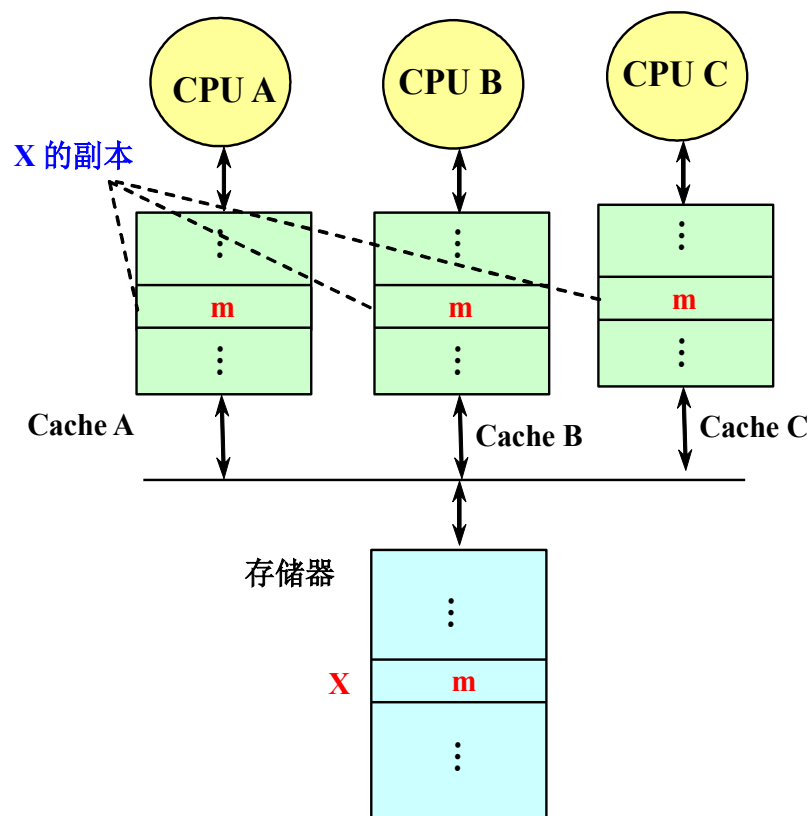 CPU A
CPU B
CPU C
X 的副本
⋮
⋮
⋮
m
m
m
⋮
⋮
⋮
Cache A
Cache B
Cache C
存储器
⋮
X
m
⋮